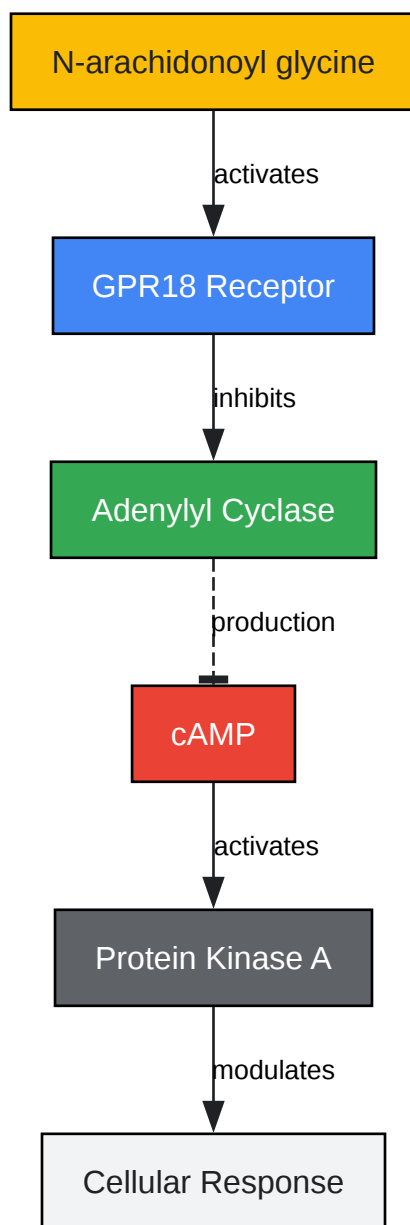 N-arachidonoyl glycine
activates
GPR18 Receptor
inhibits
Adenylyl Cyclase
production
cAMP
activates
Protein Kinase A
modulates
Cellular Response